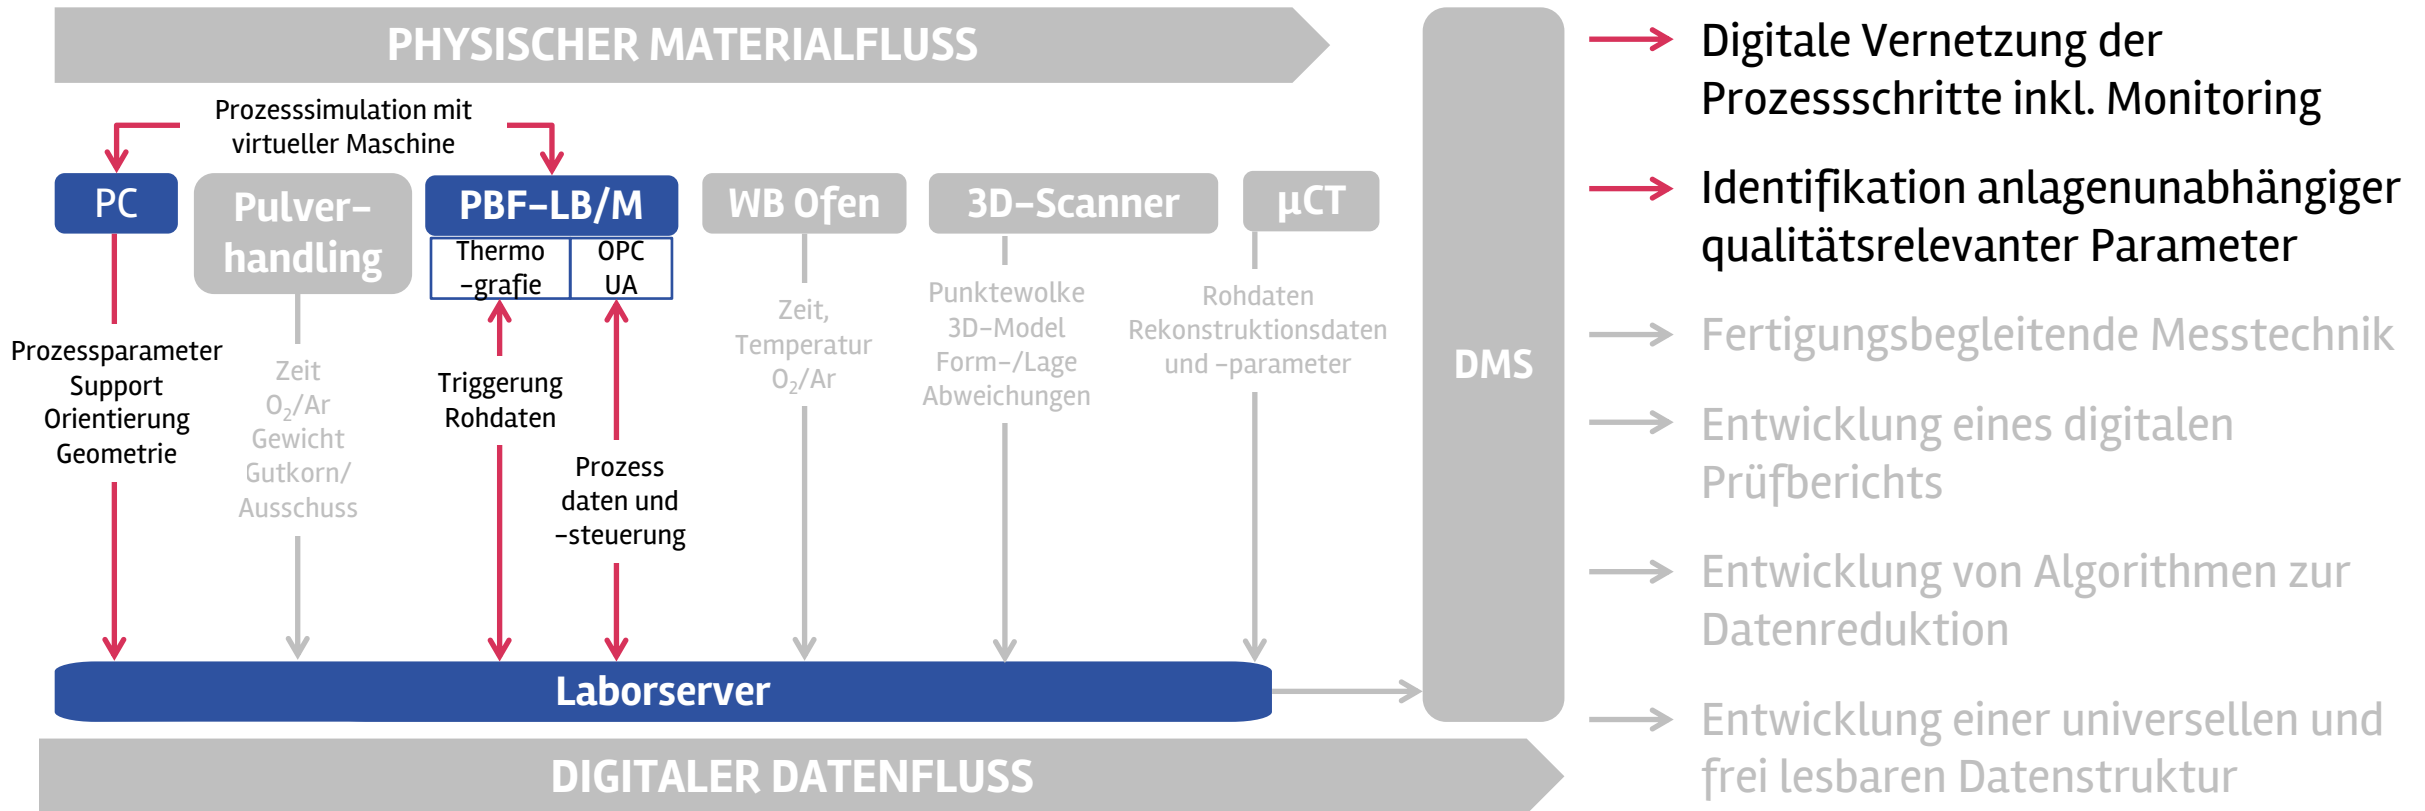 PHYSISCHER MATERIALFLUSS
Prozesssimulation mit
virtueller Maschine
PC
Pulver-
handling
PBF-LB/M
Thermo
-grafie
OPC
UA
WB Ofen
3D-Scanner
µCT
Prozessparameter
Support
Orientierung
Geometrie
Zeit
O₂/Ar
Gewicht
Gutkorn/
Ausschuss
Triggerung
Rohdaten
Prozess
daten und
-steuerung
Zeit,
Temperatur
O₂/Ar
Punktewolke
3D-Model
Form-/Lage
Abweichungen
Rohdaten
Rekonstruktionsdaten
und -parameter
Laborserver
DMS
DIGITALER DATENFLUSS
Digitale Vernetzung der
Prozessschritte inkl. Monitoring
Identifikation anlagenunabhängiger
qualitätsrelevanter Parameter
Fertigungsbegleitende Messtechnik
Entwicklung eines digitalen
Prüfberichts
Entwicklung von Algorithmen zur
Datenreduktion
Entwicklung einer universellen und
frei lesbaren Datenstruktur